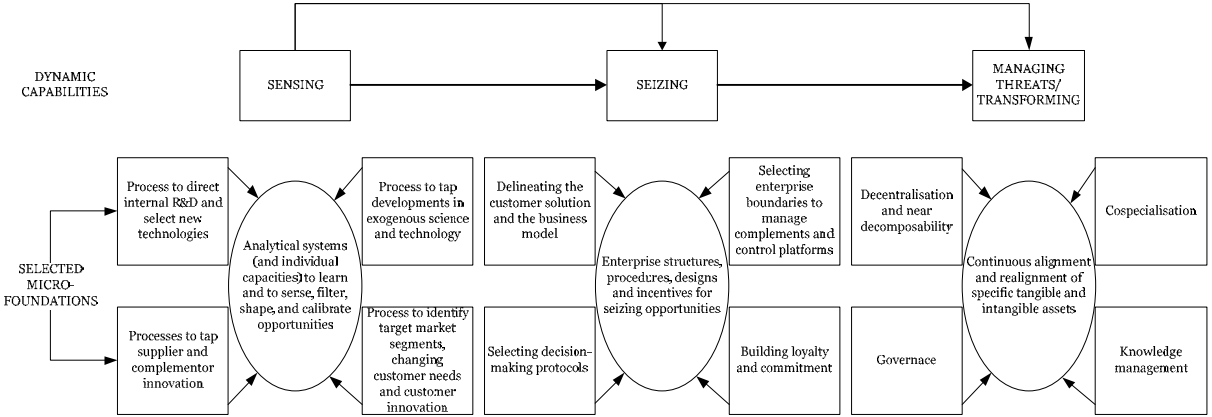 DYNAMIC
CAPABILITIES
SENSING
SEIZING
MANAGING
THREATS/
TRANSFORMING
SELECTED
MICRO-
FOUNDATIONS
Process to direct
internal R&D and
select new
technologies
Process to tap
developments in
exogenous science
and technology
Analytical systems
(and individual
capacities) to learn
and to sense, filter,
shape, and calibrate
opportunities
Processes to tap
supplier and
complementor
innovation
Process to identify
target market
segments,
changing
customer needs
and customer
innovation
Delineating the
customer solution
and the business
model
Selecting
enterprise
boundaries to
manage
complements and
control platforms
Enterprise structures,
procedures, designs
and incentives for
seizing opportunities
Selecting decision-
making protocols
Building loyalty
and commitment
Decentralisation
and near
decomposability
Cospecialisation
Continuous alignment
and realignment of
specific tangible and
intangible assets
Governace
Knowledge
management